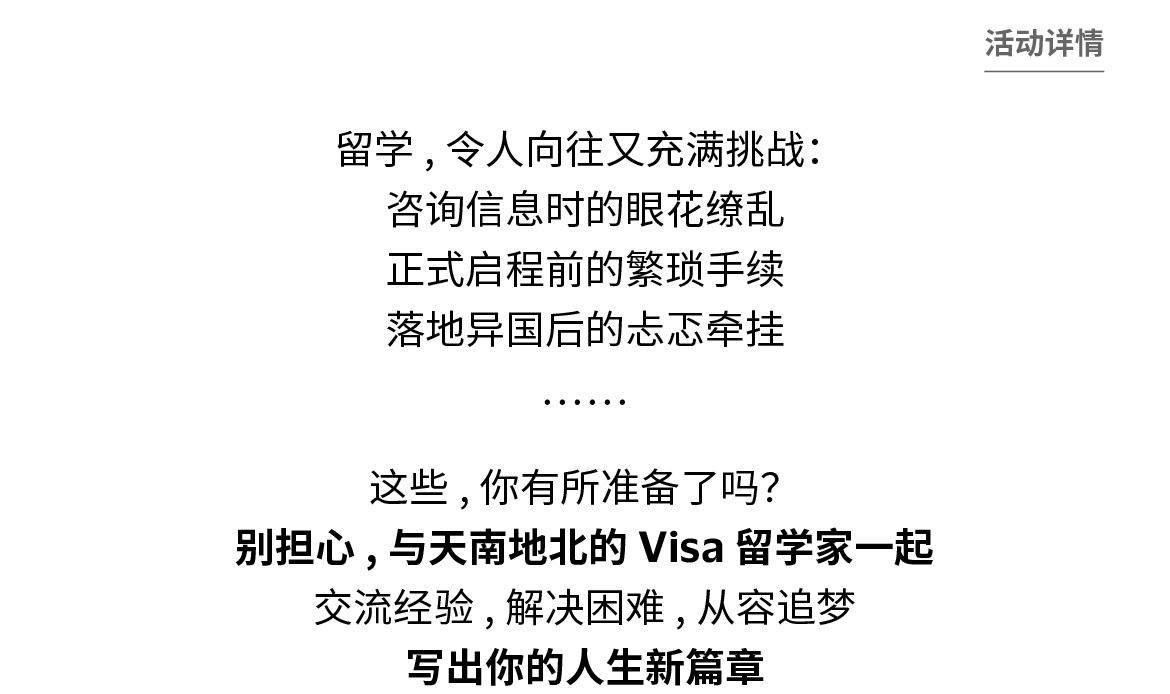 活动详情
留学，令人向往又充满挑战：
咨询信息时的眼花缭乱
正式启程前的繁琐手续
落地异国后的忐忑牵挂
······
这些，你有所准备了吗？
别担心，与天南地北的 Visa 留学家一起
交流经验，解决困难，从容追梦
写出你的人生新篇章